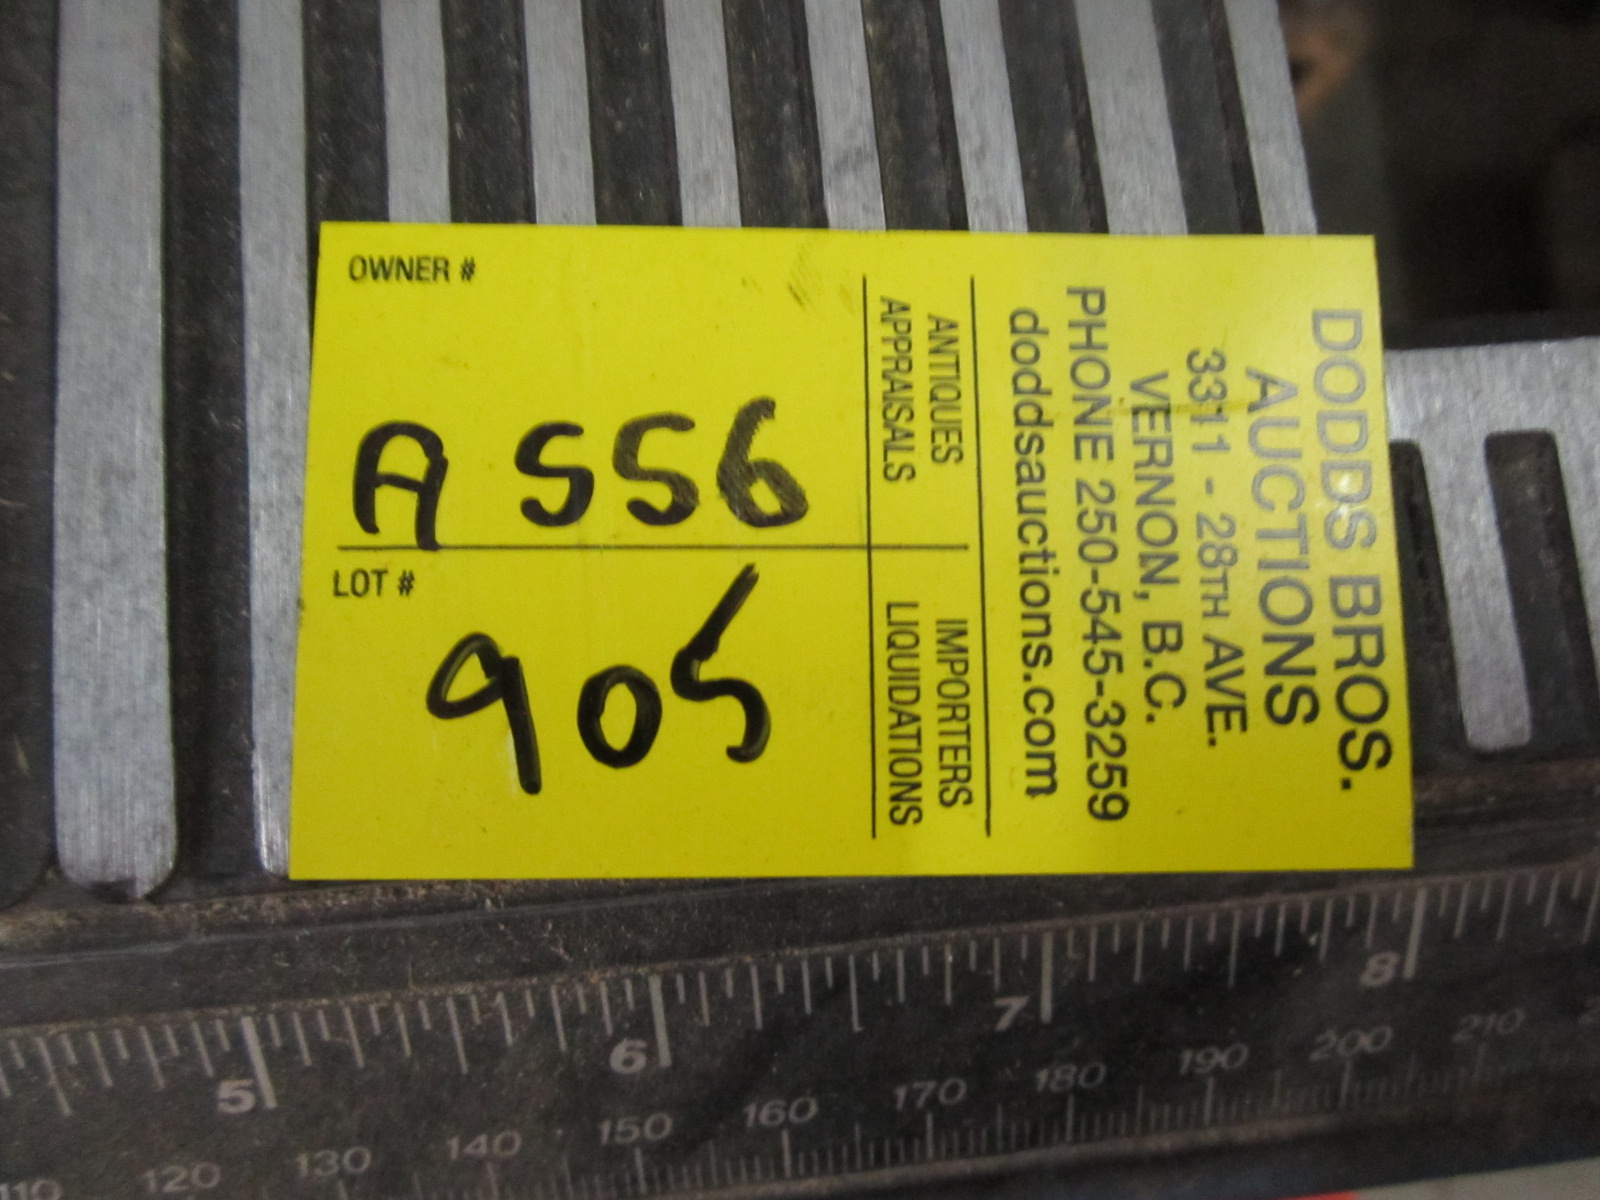 OWNER #
A 556
LOT #
905
DODDS BROS.
AUCTIONS
3311 - 28TH AVE.
VERNON, B.C.
PHONE 250-545-3259
doddsauctions.com
ANTIQUES IMPORTERS
APPRAISALS LIQUIDATIONS
5 6 7 8
110 120 130 140 150 160 170 180 190 200 210